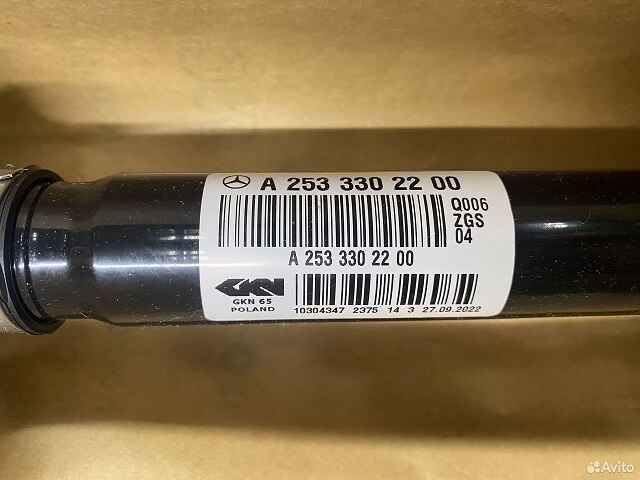 A 253 330 22 00
Q006
ZGS
04
A 253 330 22 00
GKN
GKN 65
POLAND
10304347 2375 14 3 27.09.2022
Avito